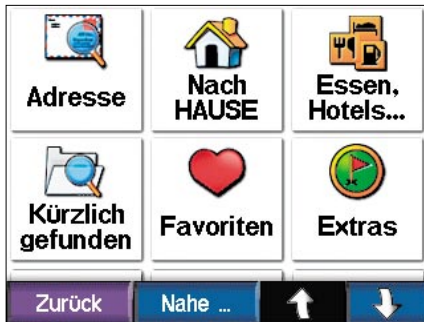 Adresse
Nach
HAUSE
Essen,
Hotels...
Kürzlich
gefunden
Favoriten
Extras
Zurück
Nahe ...